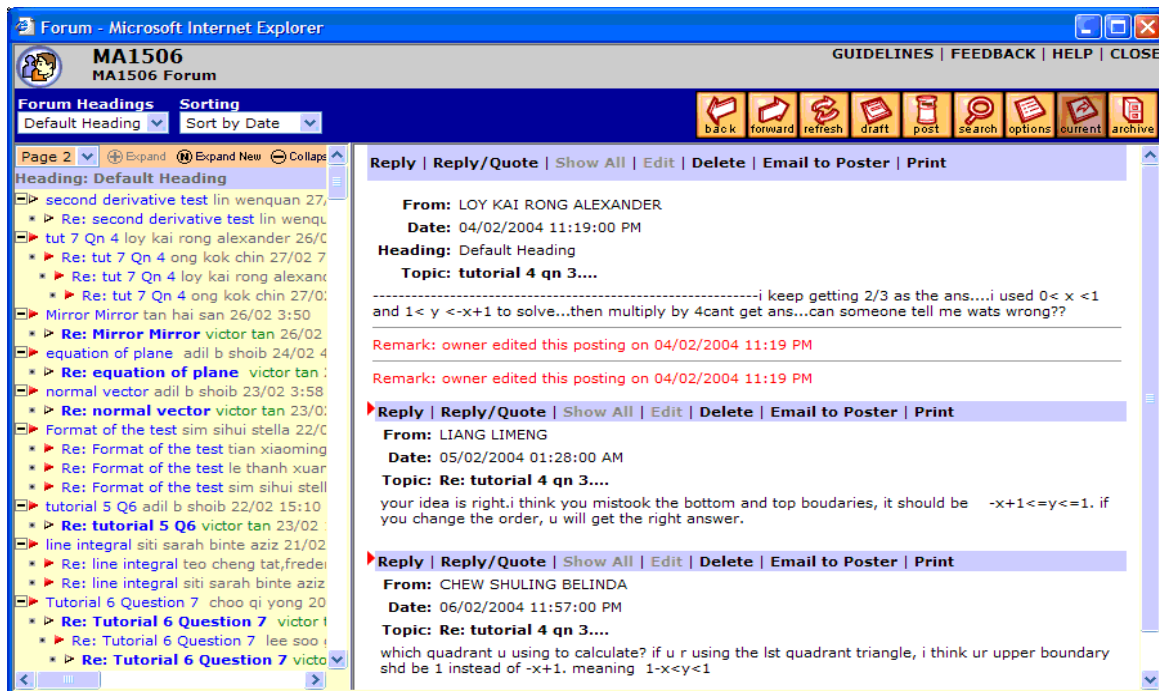 Forum - Microsoft Internet Explorer
MA1506
MA1506 Forum
GUIDELINES | FEEDBACK | HELP | CLOSE
Forum Headings Sorting
Default Heading Sort by Date
back forward refresh draft post search options current archive
Page 2 Expand Expand New Collaps
Heading: Default Heading
second derivative test lin wenquan 27/
Re: second derivative test lin wenqu
tut 7 Qn 4 loy kai rong alexander 26/0
Re: tut 7 Qn 4 ong kok chin 27/02 7
Re: tut 7 Qn 4 loy kai rong alexand
Re: tut 7 Qn 4 ong kok chin 27/0
Mirror Mirror tan hai san 26/02 3:50
Re: Mirror Mirror victor tan 26/02
equation of plane adil b shoib 24/02 4
Re: equation of plane victor tan
normal vector adil b shoib 23/02 3:58
Re: normal vector victor tan 23/0
Format of the test sim sihui stella 22/0
Re: Format of the test tian xiaoming
Re: Format of the test le thanh xuan
Re: Format of the test sim sihui stell
tutorial 5 Q6 adil b shoib 22/02 15:10
Re: tutorial 5 Q6 victor tan 23/02
line integral siti sarah binte aziz 21/02
Re: line integral teo cheng tat,freder
Re: line integral siti sarah binte aziz
Tutorial 6 Question 7 choo qi yong 20
Re: Tutorial 6 Question 7 victor t
Re: Tutorial 6 Question 7 lee soo
Re: Tutorial 6 Question 7 victo
Reply | Reply/Quote | Show All | Edit | Delete | Email to Poster | Print
From: LOY KAI RONG ALEXANDER
Date: 04/02/2004 11:19:00 PM
Heading: Default Heading
Topic: tutorial 4 qn 3....
------------------------------------------------------------i keep getting 2/3 as the ans....i used 0< x <1
and 1< y <-x+1 to solve...then multiply by 4cant get ans...can someone tell me wats wrong??
Remark: owner edited this posting on 04/02/2004 11:19 PM
Remark: owner edited this posting on 04/02/2004 11:19 PM
Reply | Reply/Quote | Show All | Edit | Delete | Email to Poster | Print
From: LIANG LIMENG
Date: 05/02/2004 01:28:00 AM
Topic: Re: tutorial 4 qn 3....
your idea is right.i think you mistook the bottom and top boudaries, it should be -x+1<=y<=1. if
you change the order, u will get the right answer.
Reply | Reply/Quote | Show All | Edit | Delete | Email to Poster | Print
From: CHEW SHULING BELINDA
Date: 06/02/2004 11:57:00 PM
Topic: Re: tutorial 4 qn 3....
which quadrant u using to calculate? if u r using the lst quadrant triangle, i think ur upper boundary
shd be 1 instead of -x+1. meaning 1-x<y<1